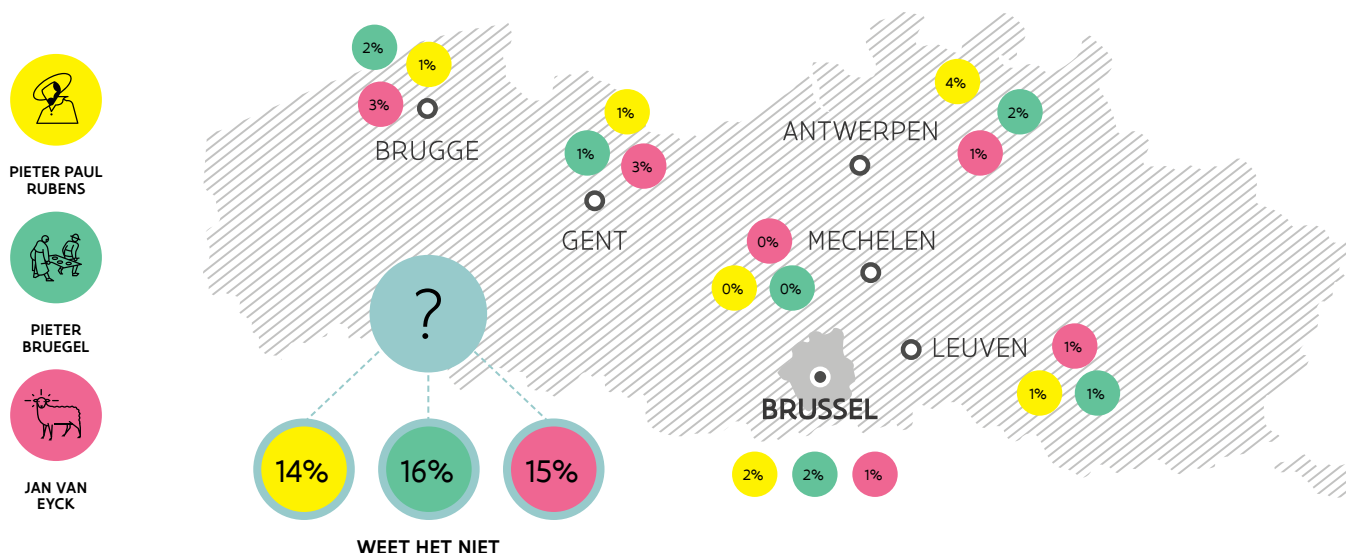 PIETER PAUL
RUBENS
PIETER
BRUEGEL
JAN VAN
EYCK
2%
1%
3%
BRUGGE
1%
1%
3%
GENT
4%
2%
1%
ANTWERPEN
0%
0%
0%
MECHELEN
1%
1%
1%
LEUVEN
BRUSSEL
2%
2%
1%
?
14%
16%
15%
WEET HET NIET